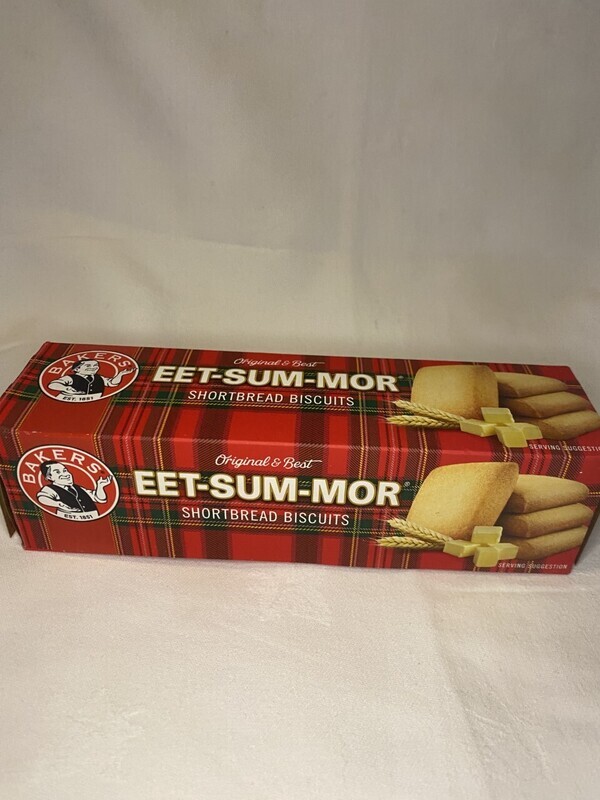 BAKERS
EST. 1851
Original & Best
EET-SUM-MOR
SHORTBREAD BISCUITS
SERVING SUGGESTION
BAKERS
EST. 1851
Original & Best
EET-SUM-MOR®
SHORTBREAD BISCUITS
SERVING SUGGESTION